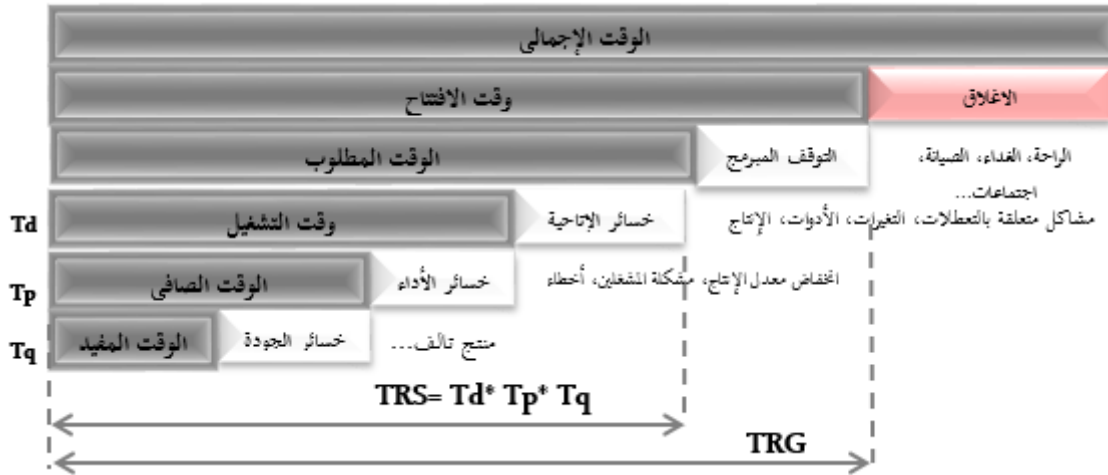 الوقت الإجمالى
وقت الافتتاح
الاغلاق
الوقت المطلوب
التوقف المبرمج
الراحة، الغداء، الصيانة،
اجتماعات...
Td
وقت التشغيل
خسائر الإتاحية
مشاكل متعلقة بالتعطلات، التغيرات، الأدوات، الإنتاج
Tp
الوقت الصافى
خسائر الأداء
انخفاض معدل الإنتاج، مشكلة المشغلين، أخطاء
Tq
الوقت المفيد
خسائر الجودة
منتج تالف...
TRS= Td* Tp* Tq
TRG